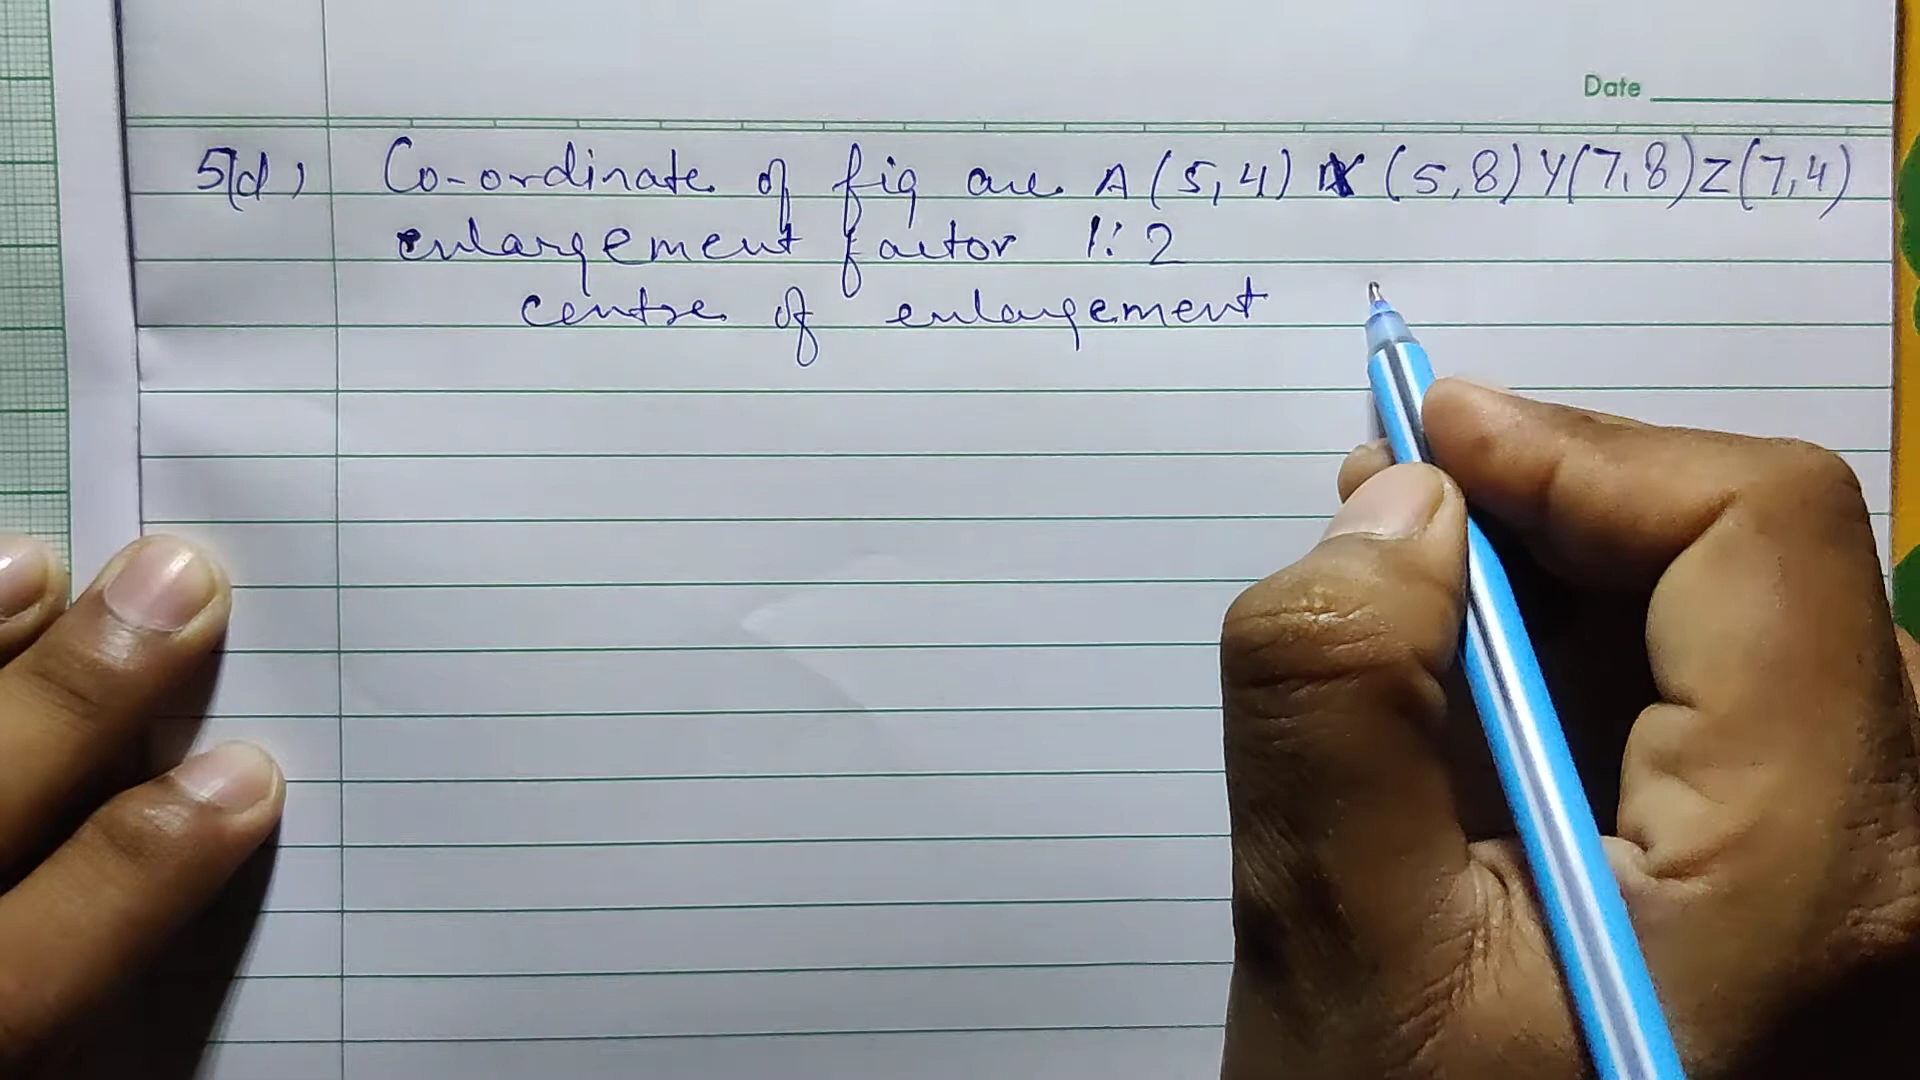 Date
5(d) Co-ordinate of fig are A(5,4) X (5,8) Y(7,8) Z(7,4)
enlargement factor 1:2
centre of enlargement